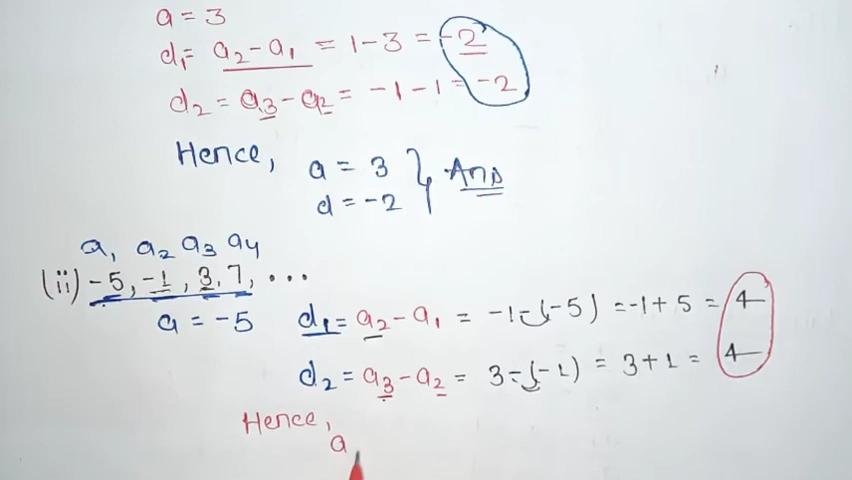 a = 3
d₁= a₂-a₁ = 1-3 = -2
d₂ = a₃-a₂ = -1-1 = -2
Hence, a = 3 } Ans
d = -2
a₁ a₂ a₃ a₄
(ii) -5, -1, 3, 7, ...
a = -5 d₁ = a₂-a₁ = -1-(-5) = -1+5 = 4
d₂ = a₃-a₂ = 3-(-1) = 3+1 = 4
Hence,
a